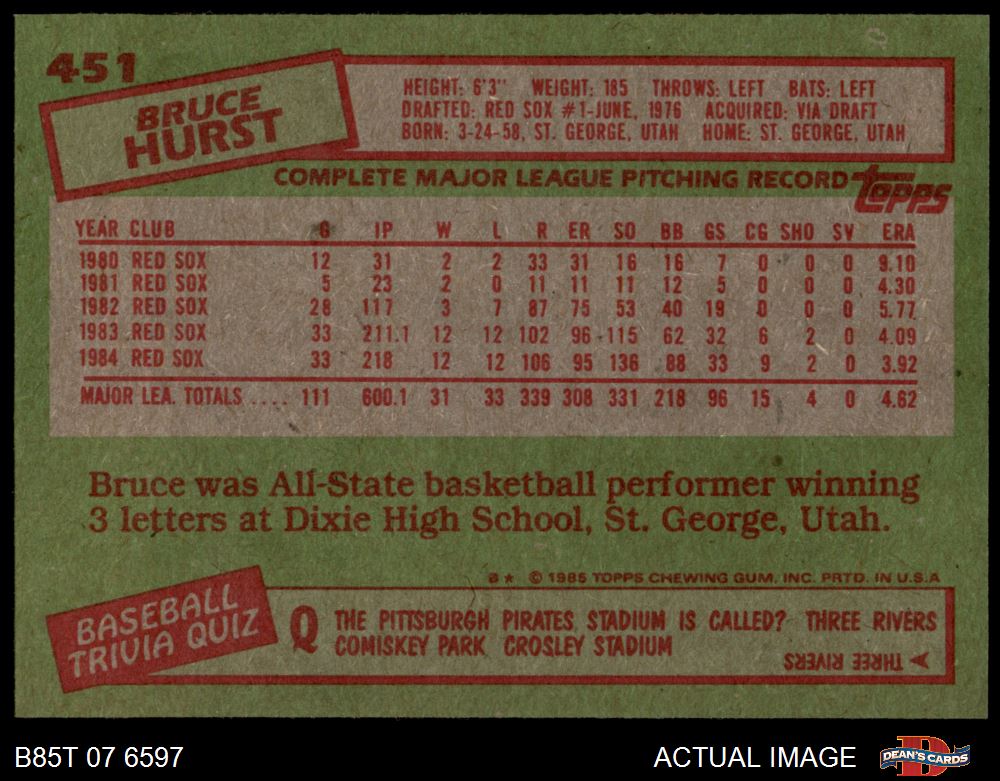 451
BRUCE
HURST
HEIGHT: 6'3" WEIGHT: 185 THROWS: LEFT BATS: LEFT
DRAFTED: RED SOX #1-JUNE, 1976 ACQUIRED: VIA DRAFT
BORN: 3-24-58, ST. GEORGE, UTAH HOME: ST. GEORGE, UTAH
COMPLETE MAJOR LEAGUE PITCHING RECORD topps
YEAR CLUB G IP W L R ER SO BB GS CG SHO SV ERA
1980 RED SOX 12 31 2 2 33 31 16 16 7 0 0 0 9.10
1981 RED SOX 5 23 2 0 11 11 11 12 5 0 0 0 4.30
1982 RED SOX 28 117 3 7 87 75 53 40 19 0 0 0 5.77
1983 RED SOX 33 211.1 12 12 102 96 115 62 32 6 2 0 4.09
1984 RED SOX 33 218 12 12 106 95 136 88 33 9 2 0 3.92
MAJOR LEA. TOTALS .... 111 600.1 31 33 339 308 331 218 96 15 4 0 4.62
Bruce was All-State basketball performer winning
3 letters at Dixie High School, St. George, Utah.
B★ © 1985 TOPPS CHEWING GUM, INC. PRTD. IN U.S.A
BASEBALL
TRIVIA QUIZ
Q THE PITTSBURGH PIRATES STADIUM IS CALLED? THREE RIVERS
COMISKEY PARK CROSLEY STADIUM
THREE RIVERS
B85T 07 6597 ACTUAL IMAGE DEAN'S CARDS